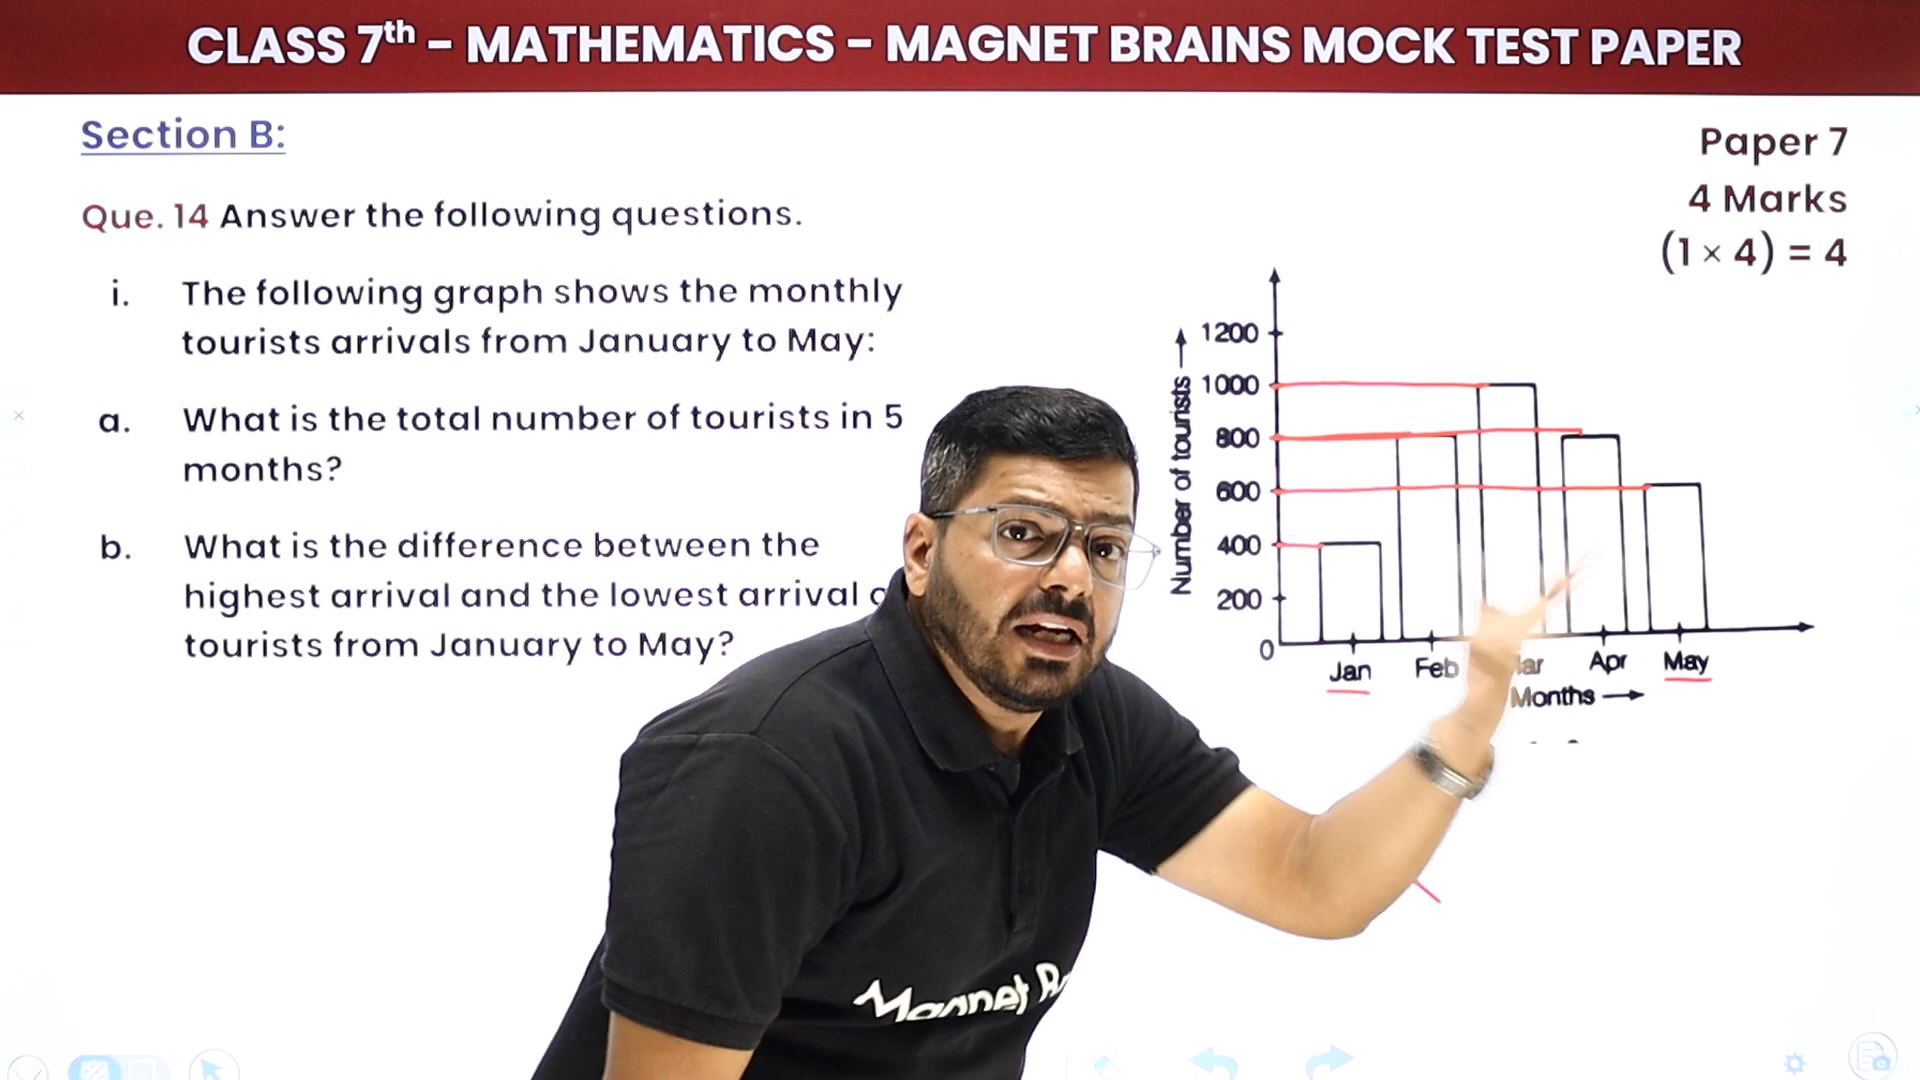 CLASS 7th – MATHEMATICS – MAGNET BRAINS MOCK TEST PAPER
Section B:
Paper 7
4 Marks
(1 × 4) = 4
Que. 14 Answer the following questions.
i. The following graph shows the monthly
tourists arrivals from January to May:
a. What is the total number of tourists in 5
months?
b. What is the difference between the
highest arrival and the lowest arrival
tourists from January to May?
Number of tourists
1200
1000
800
600
400
200
0
Jan Feb Apr May
Months
Magnet